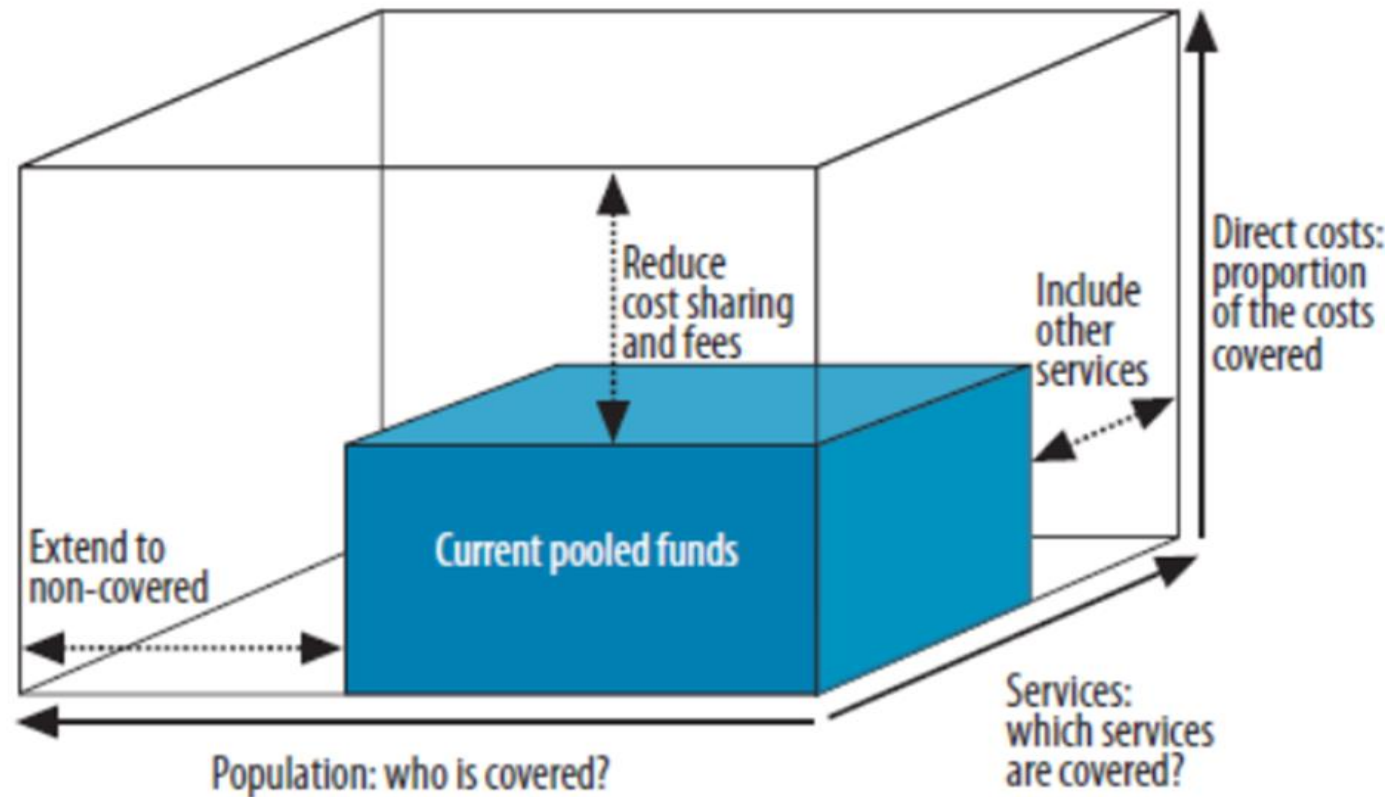 Reduce
cost sharing
and fees
Direct costs:
proportion
of the costs
covered
Include
other
services
Extend to
non-covered
Current pooled funds
Services:
which services
are covered?
Population: who is covered?